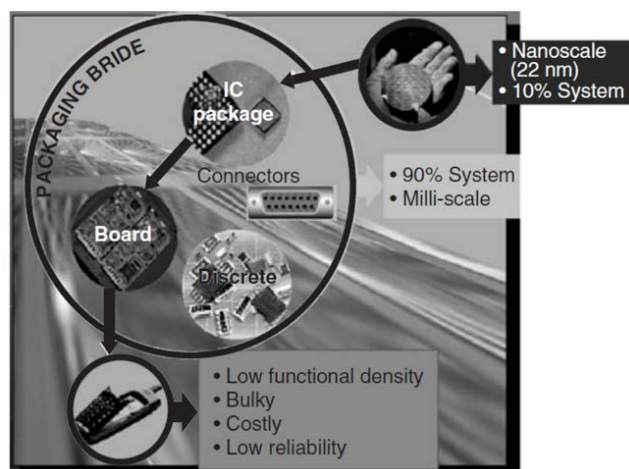 PACKAGING BRIDE
IC
package
• Nanoscale
(22 nm)
• 10% System
Connectors
• 90% System
• Milli-scale
Board
Discrete
• Low functional density
• Bulky
• Costly
• Low reliability